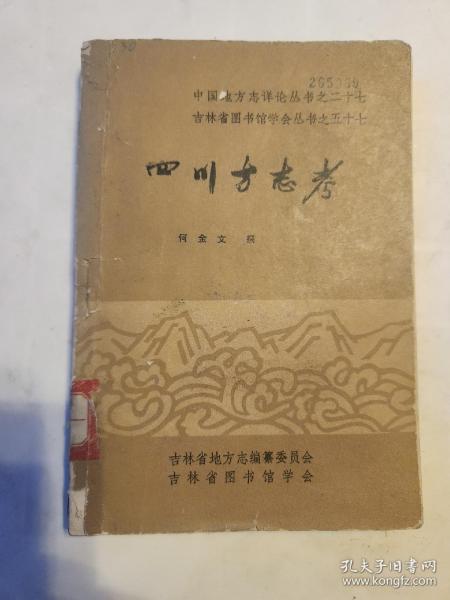 30
265330
中国地方志详论丛书之二十七
吉林省图书馆学会丛书之五十七
四川方志考
何金文 撰
吉林省地方志编纂委员会
吉林省图书馆学会
孔夫子旧书网
www.kongfz.com